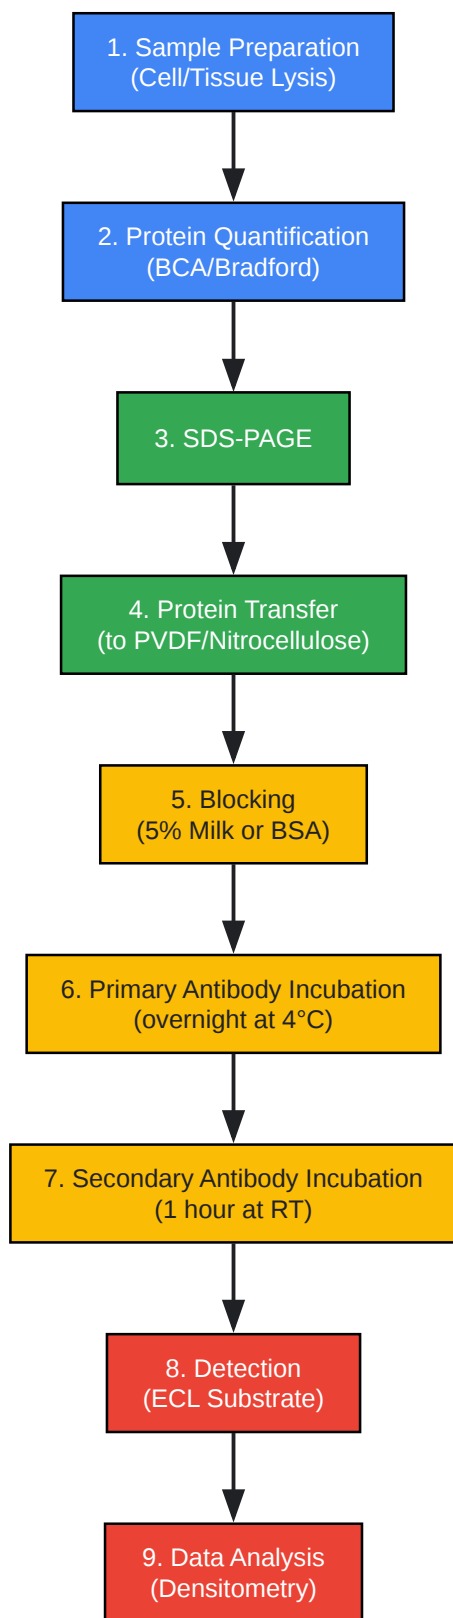 1. Sample Preparation
(Cell/Tissue Lysis)
2. Protein Quantification
(BCA/Bradford)
3. SDS-PAGE
4. Protein Transfer
(to PVDF/Nitrocellulose)
5. Blocking
(5% Milk or BSA)
6. Primary Antibody Incubation
(overnight at 4°C)
7. Secondary Antibody Incubation
(1 hour at RT)
8. Detection
(ECL Substrate)
9. Data Analysis
(Densitometry)